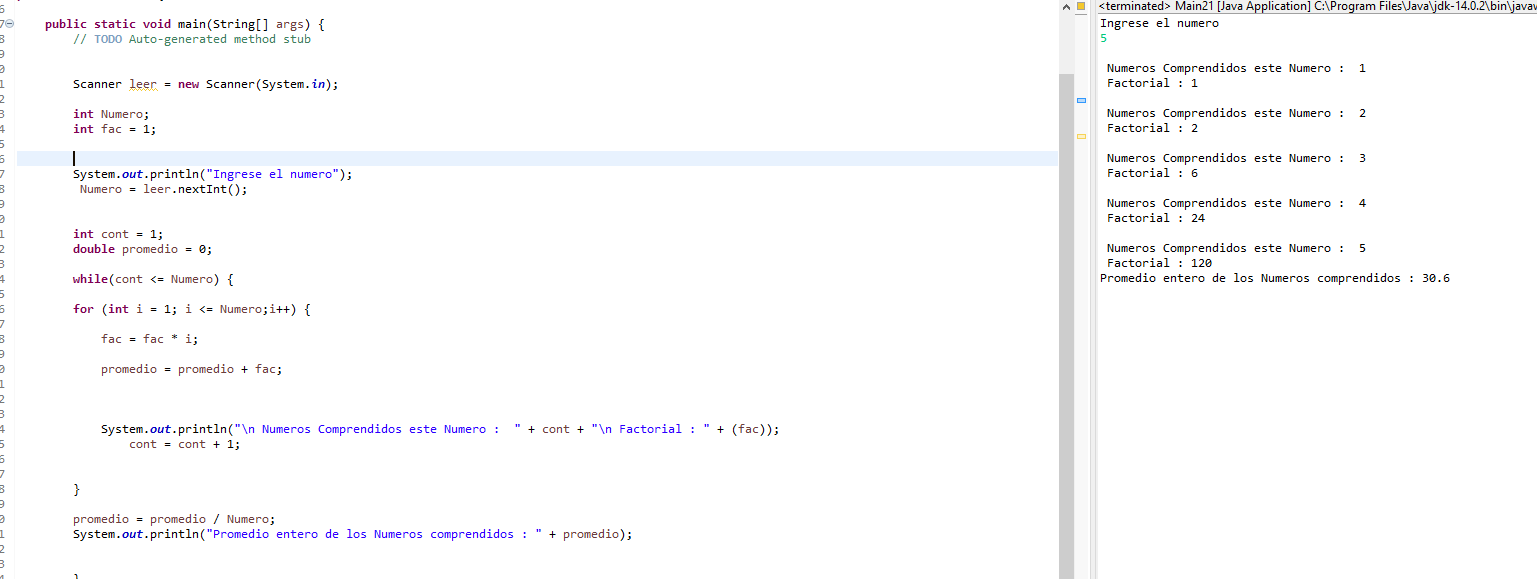 public static void main(String[] args) {
// TODO Auto-generated method stub
Scanner leer = new Scanner(System.in);
int Numero;
int fac = 1;
System.out.println("Ingrese el numero");
Numero = leer.nextInt();
int cont = 1;
double promedio = 0;
while(cont <= Numero) {
for (int i = 1; i <= Numero;i++) {
fac = fac * i;
promedio = promedio + fac;
System.out.println("\n Numeros Comprendidos este Numero :  " + cont + "\n Factorial : " + (fac));
cont = cont + 1;
}
promedio = promedio / Numero;
System.out.println("Promedio entero de los Numeros comprendidos : " + promedio);
}
<terminated> Main21 [Java Application] C:\Program Files\Java\jdk-14.0.2\bin\javav
Ingrese el numero
5
Numeros Comprendidos este Numero :  1
Factorial : 1
Numeros Comprendidos este Numero :  2
Factorial : 2
Numeros Comprendidos este Numero :  3
Factorial : 6
Numeros Comprendidos este Numero :  4
Factorial : 24
Numeros Comprendidos este Numero :  5
Factorial : 120
Promedio entero de los Numeros comprendidos : 30.6